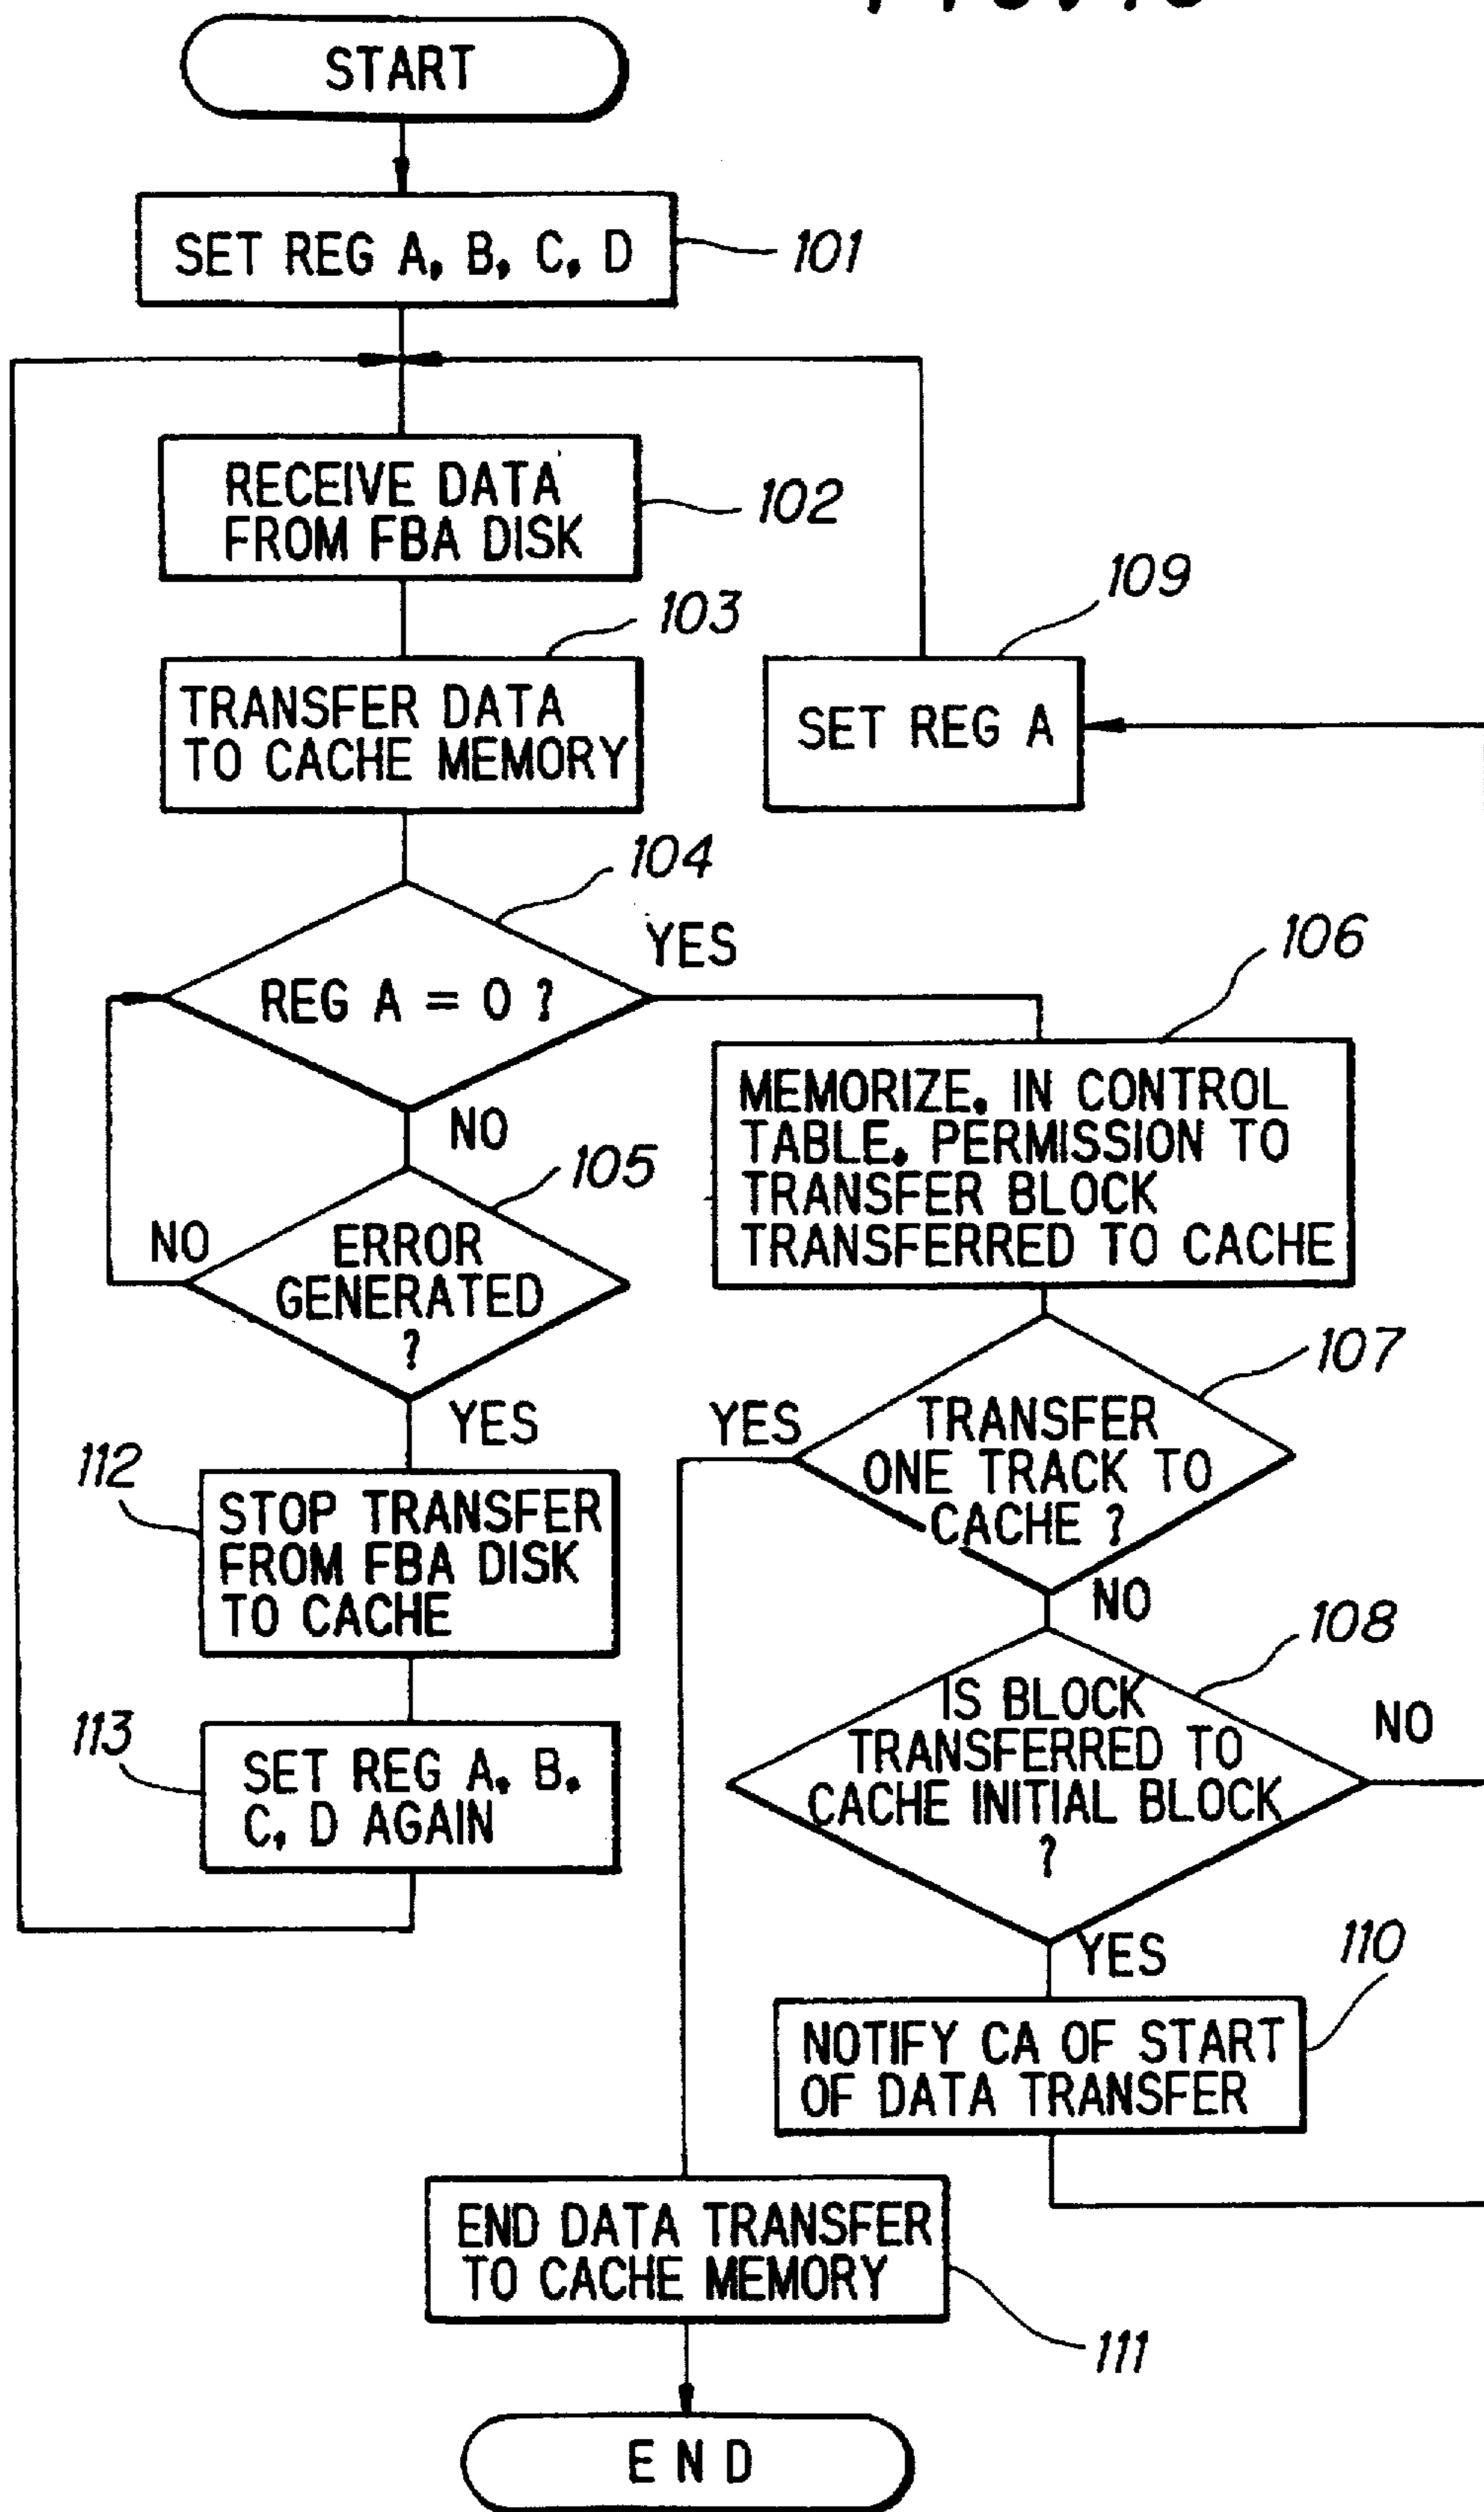 START
SET REG A, B, C, D
101
RECEIVE DATA
FROM FBA DISK
102
103
TRANSFER DATA
TO CACHE MEMORY
109
SET REG A
104
YES
REG A = 0 ?
NO
106
MEMORIZE, IN CONTROL
TABLE, PERMISSION TO
TRANSFER BLOCK
TRANSFERRED TO CACHE
105
NO
ERROR
GENERATED
?
YES
107
YES
TRANSFER
ONE TRACK TO
CACHE ?
NO
112
STOP TRANSFER
FROM FBA DISK
TO CACHE
108
IS BLOCK
TRANSFERRED TO
CACHE INITIAL BLOCK
?
NO
YES
113
SET REG A, B,
C, D AGAIN
110
NOTIFY CA OF START
OF DATA TRANSFER
END DATA TRANSFER
TO CACHE MEMORY
111
END